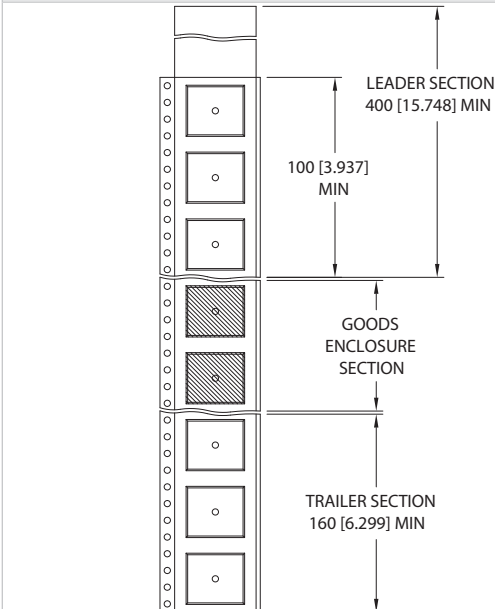 LEADER SECTION
400 [15.748] MIN
100 [3.937]
MIN
GOODS
ENCLOSURE
SECTION
TRAILER SECTION
160 [6.299] MIN